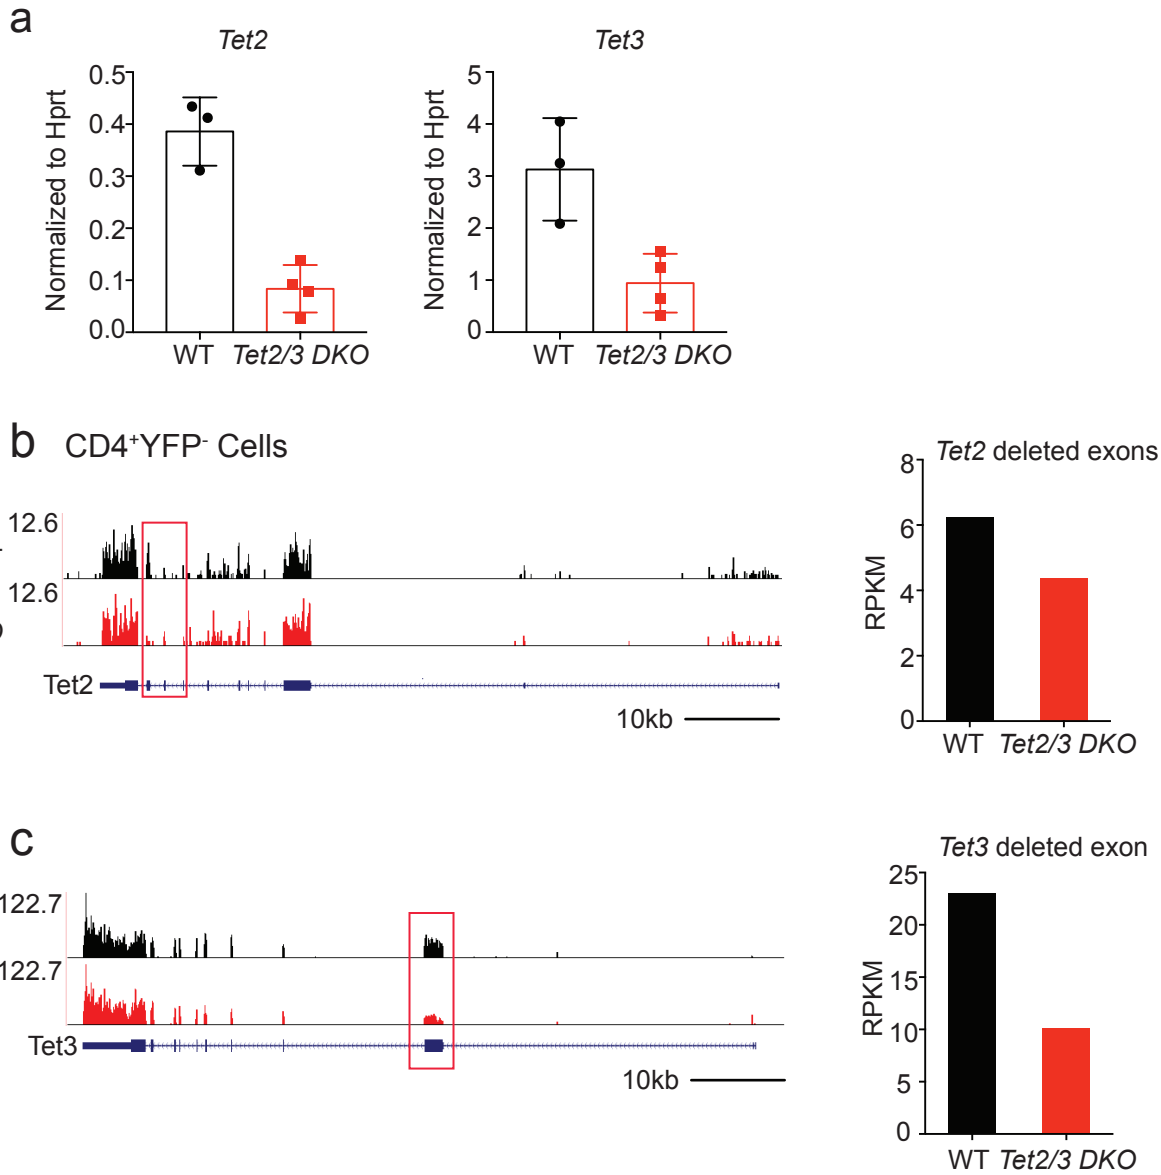 a
Tet2
Normalized to Hprt
0.5
0.4
0.3
0.2
0.1
0.0
WT Tet2/3 DKO
Tet3
Normalized to Hprt
5
4
3
2
1
0
WT Tet2/3 DKO
b CD4+YFP- Cells
12.6
12.6
Tet2
10kb
Tet2 deleted exons
RPKM
8
6
4
2
0
WT Tet2/3 DKO
c
122.7
122.7
Tet3
10kb
Tet3 deleted exon
RPKM
25
20
15
10
5
0
WT Tet2/3 DKO